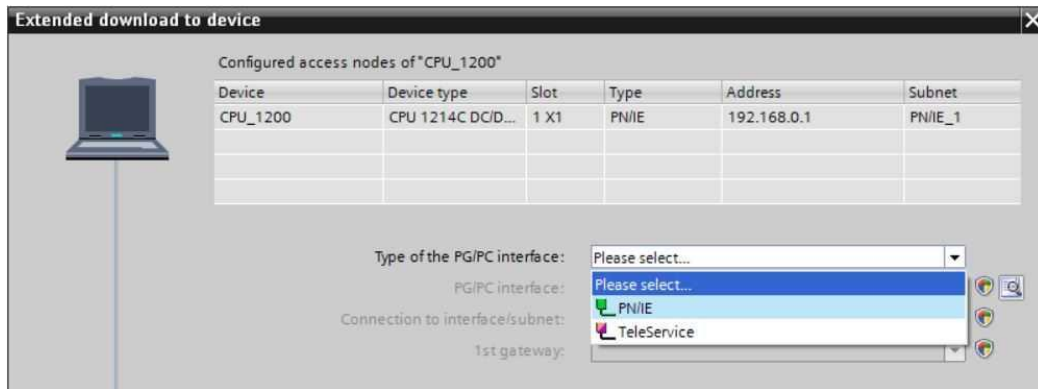 Extended download to device
Configured access nodes of "CPU_1200"
Device Device type Slot Type Address Subnet
CPU_1200 CPU 1214C DC/D... 1 X1 PN/IE 192.168.0.1 PN/IE_1
Type of the PG/PC interface: Please select...
PG/PC interface: Please select...
PN/IE
Connection to interface/subnet: TeleService
1st gateway: